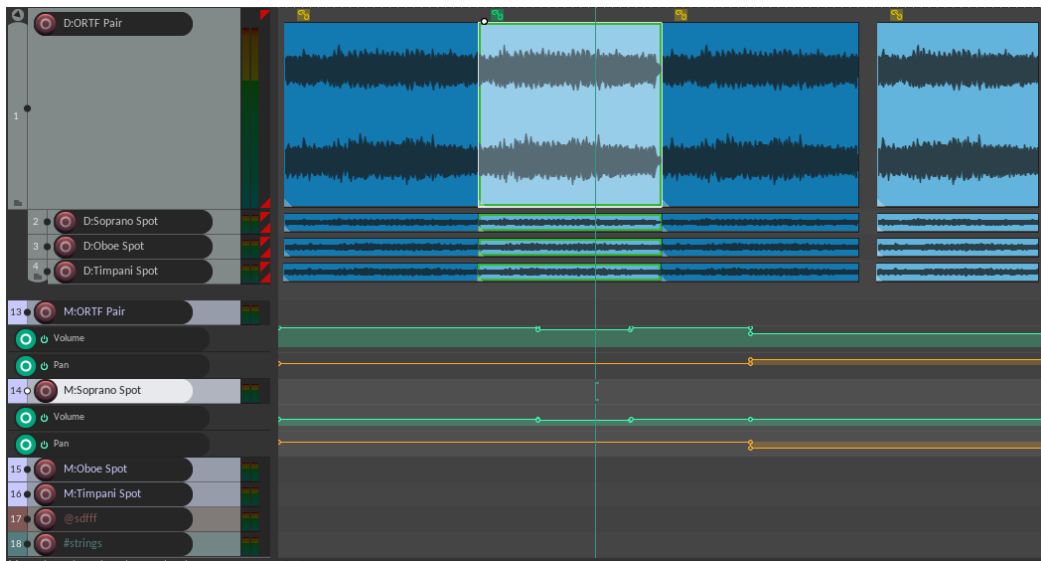 1
D:ORTF Pair
2 D:Soprano Spot
3 D:Oboe Spot
4 D:Timpani Spot
13 M:ORTF Pair
Volume
Pan
14 M:Soprano Spot
Volume
Pan
15 M:Oboe Spot
16 M:Timpani Spot
17 @sdfff
18 #strings